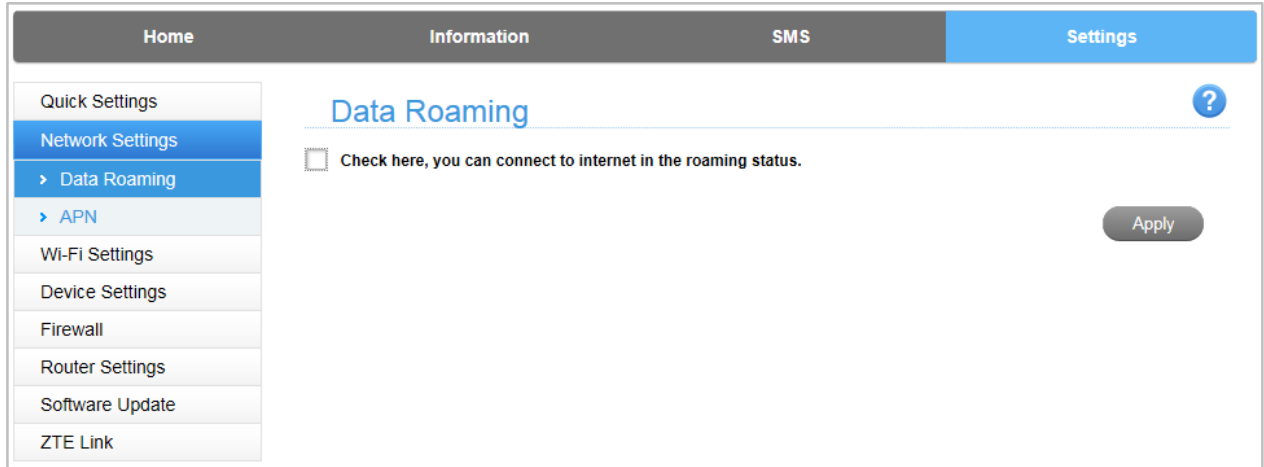 Home Information SMS Settings
Quick Settings
Network Settings
Data Roaming
APN
Wi-Fi Settings
Device Settings
Firewall
Router Settings
Software Update
ZTE Link
Data Roaming
?
Check here, you can connect to internet in the roaming status.
Apply